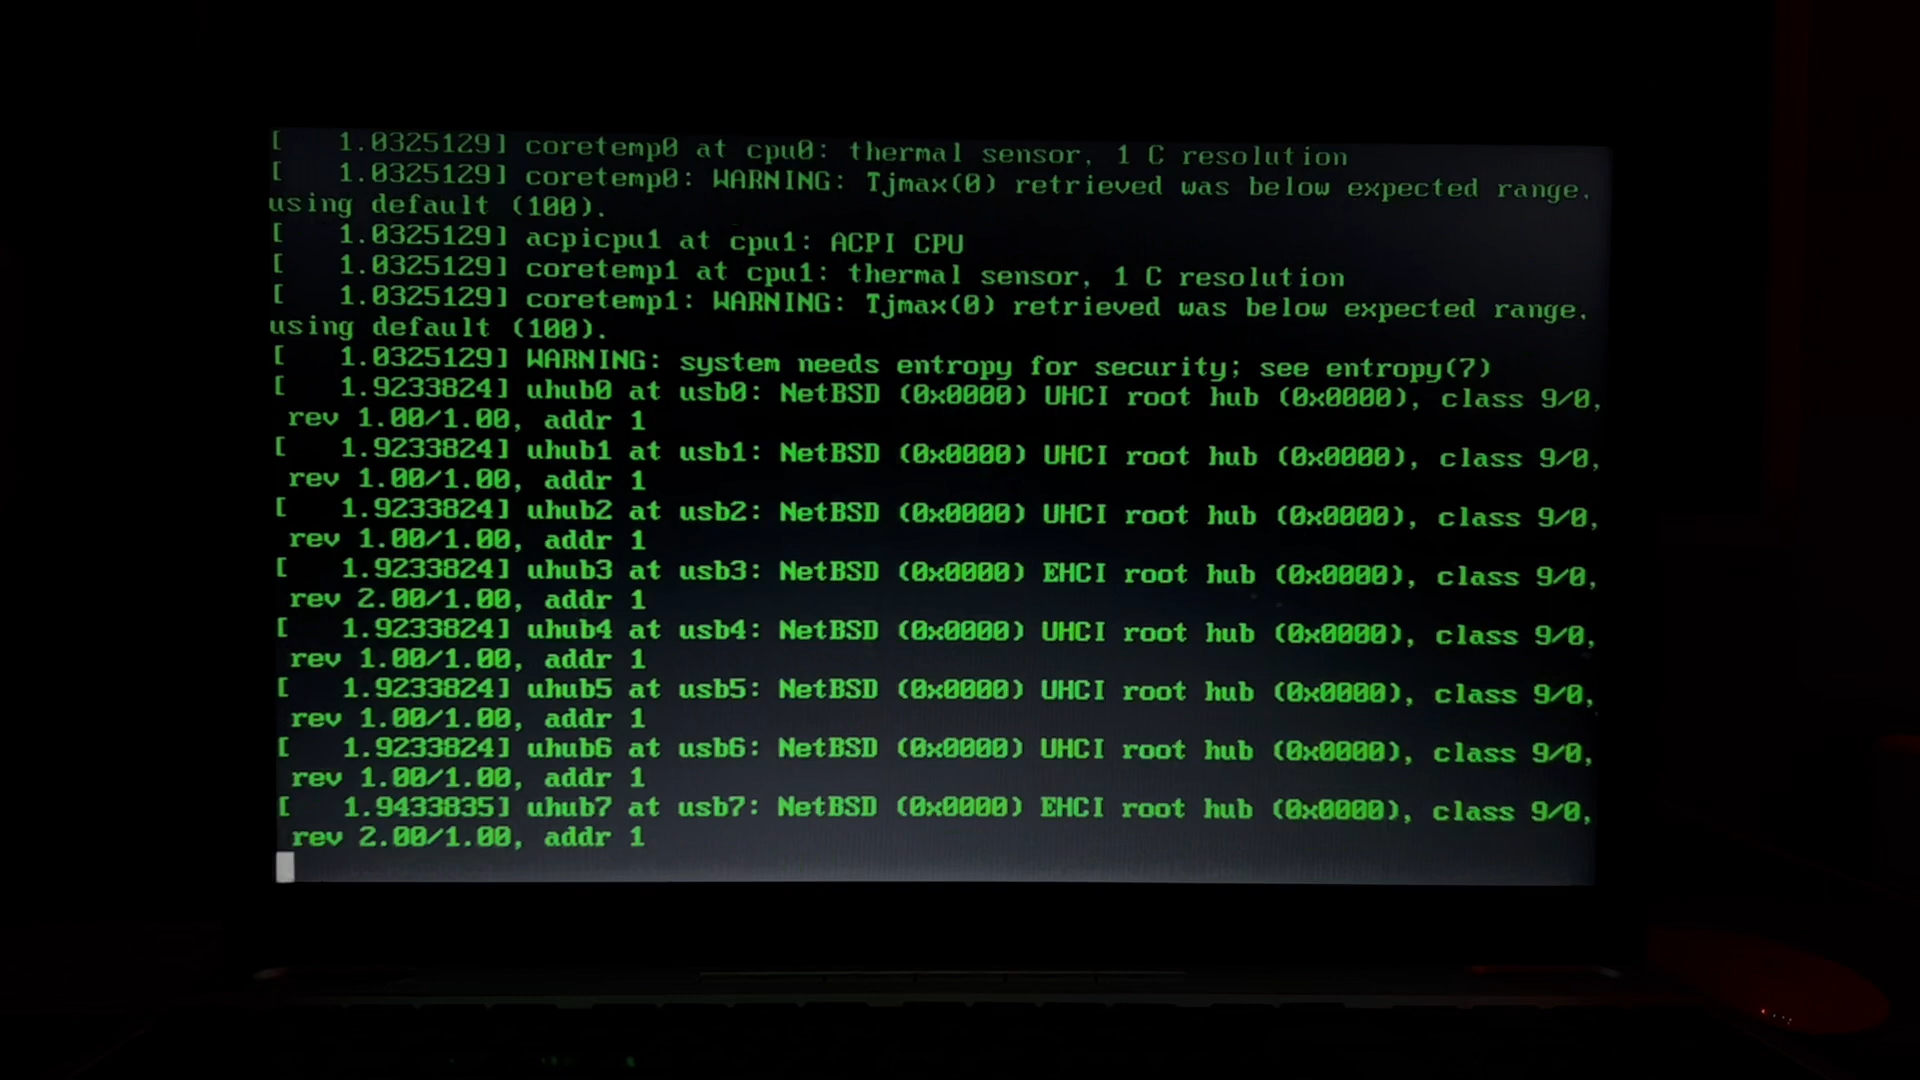 [   1.0325129] coretemp0 at cpu0: thermal sensor, 1 C resolution
[   1.0325129] coretemp0: WARNING: Tjmax(0) retrieved was below expected range,
using default (100).
[   1.0325129] acpicpu1 at cpu1: ACPI CPU
[   1.0325129] coretemp1 at cpu1: thermal sensor, 1 C resolution
[   1.0325129] coretemp1: WARNING: Tjmax(0) retrieved was below expected range,
using default (100).
[   1.0325129] WARNING: system needs entropy for security; see entropy(7)
[   1.9233824] uhub0 at usb0: NetBSD (0x0000) UHCI root hub (0x0000), class 9/0,
 rev 1.00/1.00, addr 1
[   1.9233824] uhub1 at usb1: NetBSD (0x0000) UHCI root hub (0x0000), class 9/0,
 rev 1.00/1.00, addr 1
[   1.9233824] uhub2 at usb2: NetBSD (0x0000) UHCI root hub (0x0000), class 9/0,
 rev 1.00/1.00, addr 1
[   1.9233824] uhub3 at usb3: NetBSD (0x0000) EHCI root hub (0x0000), class 9/0,
 rev 2.00/1.00, addr 1
[   1.9233824] uhub4 at usb4: NetBSD (0x0000) UHCI root hub (0x0000), class 9/0,
 rev 1.00/1.00, addr 1
[   1.9233824] uhub5 at usb5: NetBSD (0x0000) UHCI root hub (0x0000), class 9/0,
 rev 1.00/1.00, addr 1
[   1.9233824] uhub6 at usb6: NetBSD (0x0000) UHCI root hub (0x0000), class 9/0,
 rev 1.00/1.00, addr 1
[   1.9433835] uhub7 at usb7: NetBSD (0x0000) EHCI root hub (0x0000), class 9/0,
 rev 2.00/1.00, addr 1